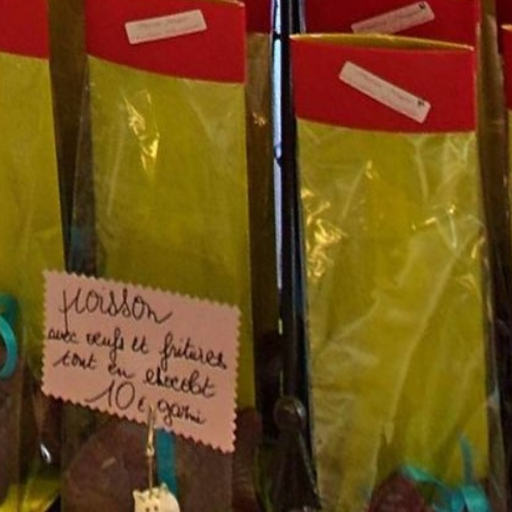 poisson
avec oeufs et fritures
tout en chocolat
10€ garni